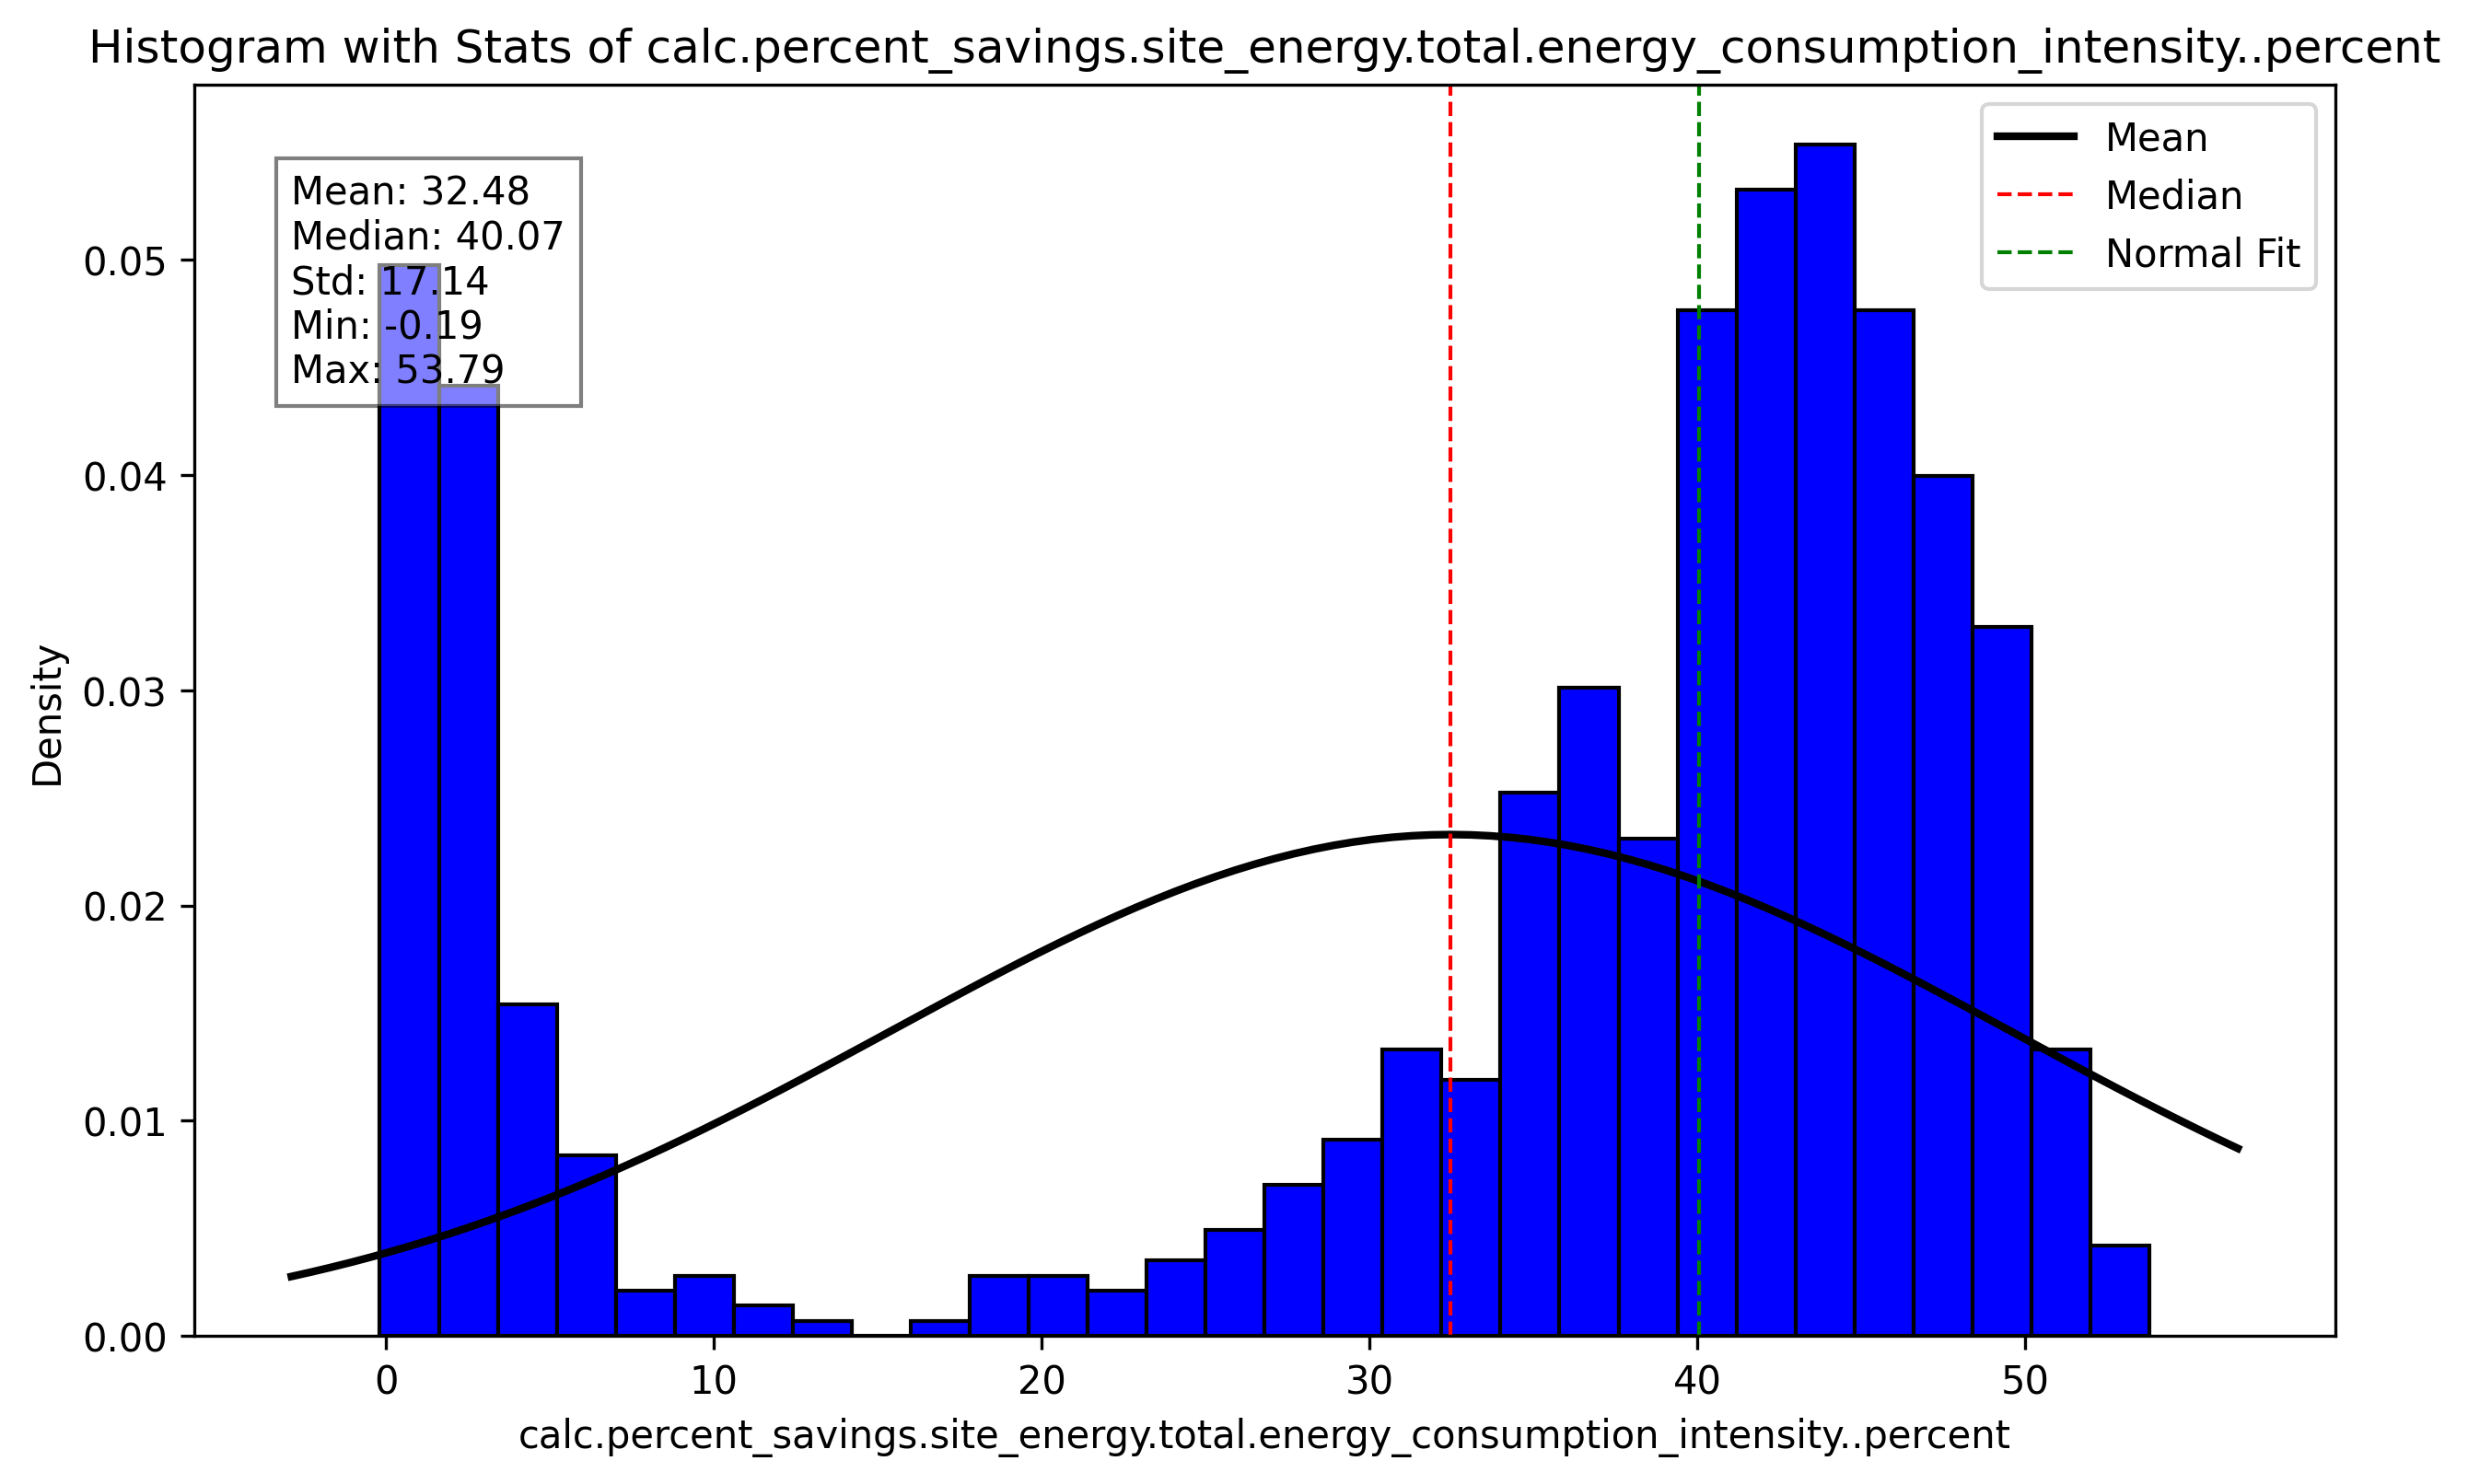 Histogram with Stats of calc.percent_savings.site_energy.total.energy_consumption_intensity..percent
Mean: 32.48
Median: 40.07
Std: 17.14
Min: -0.19
Max: 53.79
Mean
Median
Normal Fit
Density
0.05
0.04
0.03
0.02
0.01
0.00
0 10 20 30 40 50
calc.percent_savings.site_energy.total.energy_consumption_intensity..percent